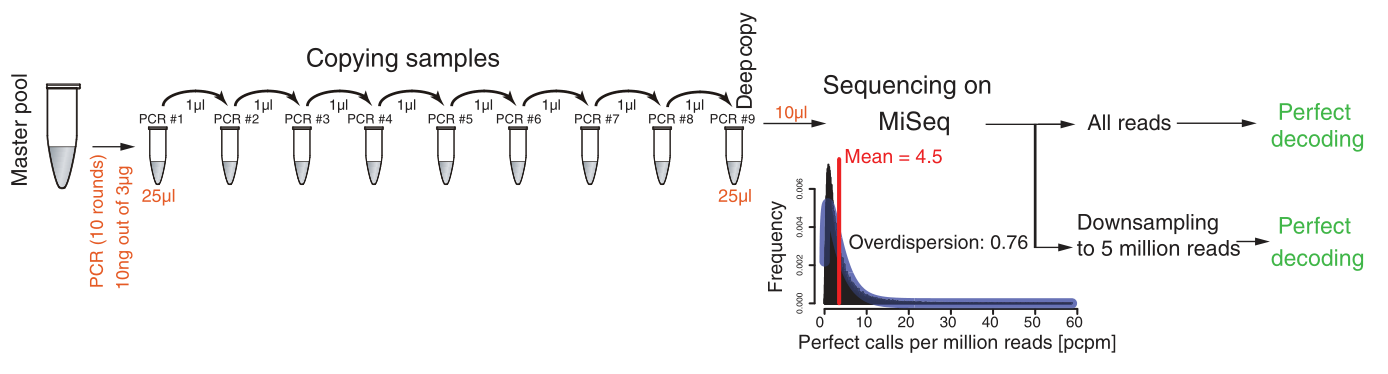 Master pool
PCR (10 rounds)
10ng out of 3µg
Copying samples
1µl 1µl 1µl 1µl 1µl 1µl 1µl 1µl
PCR #1 PCR #2 PCR #3 PCR #4 PCR #5 PCR #6 PCR #7 PCR #8 PCR #9
25µl
25µl
Deep copy
10µl
Sequencing on
MiSeq
All reads
Perfect
decoding
Downsampling
to 5 million reads
Perfect
decoding
Mean = 4.5
Overdispersion: 0.76
Frequency
0.006
0.004
0.002
0.000
0 10 20 30 40 50 60
Perfect calls per million reads [pcpm]